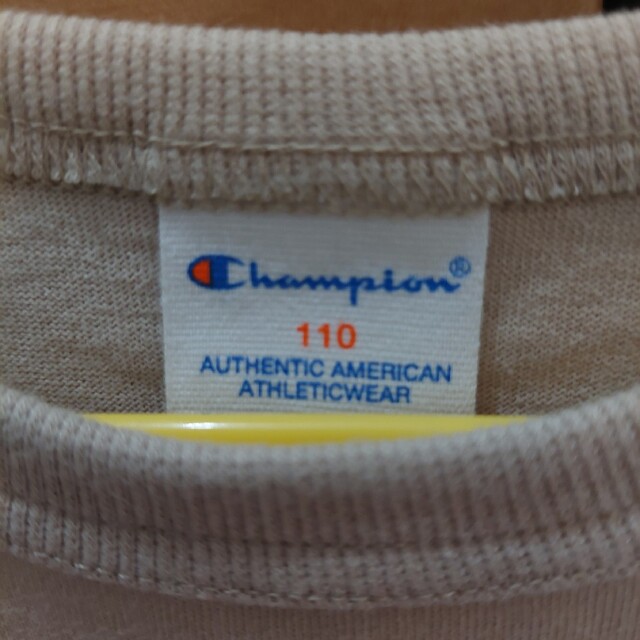 Champion®
110
AUTHENTIC AMERICAN
ATHLETICWEAR